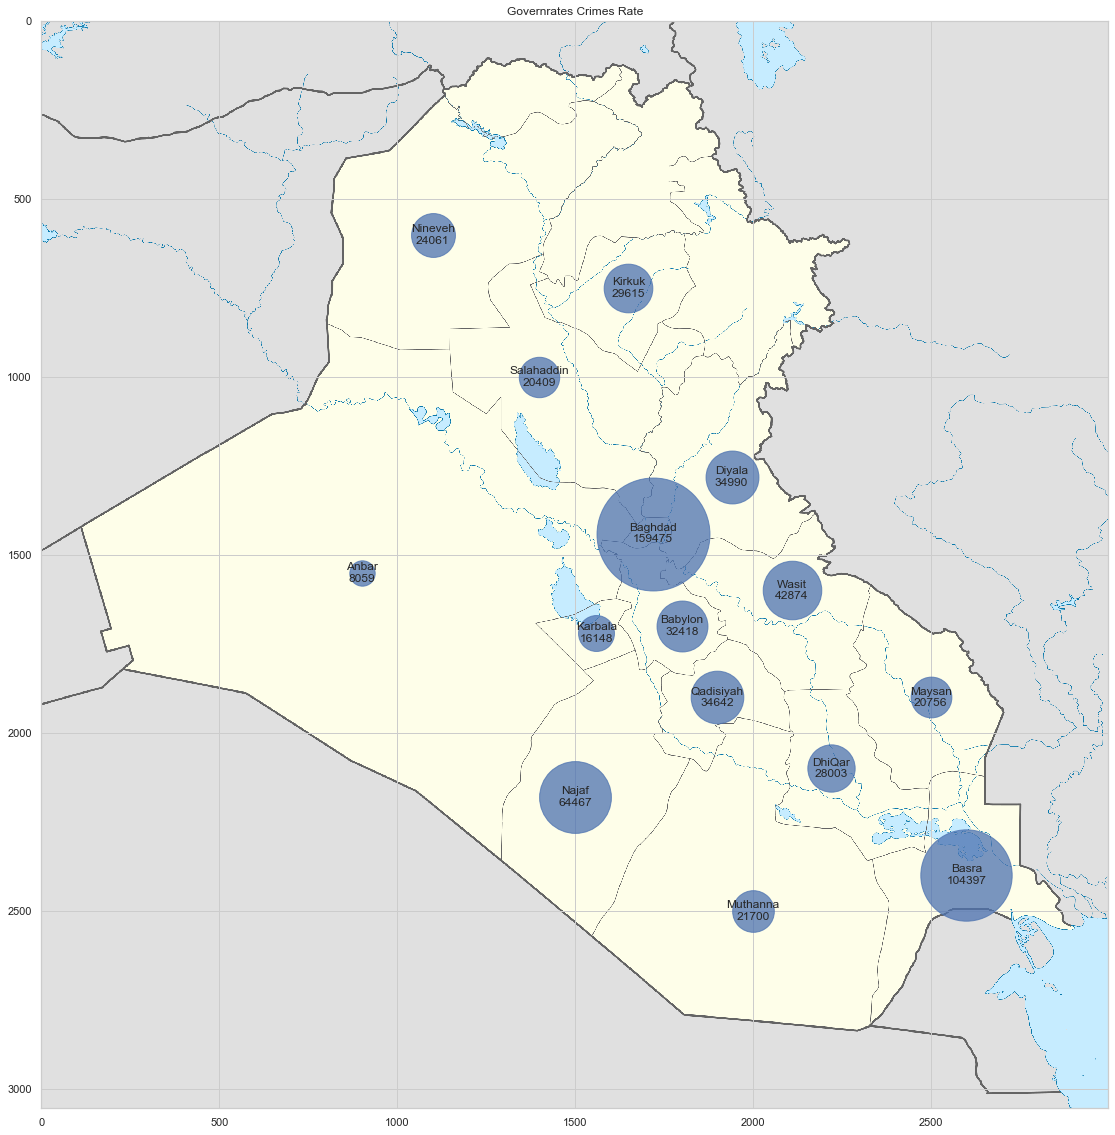 Governrates Crimes Rate
0
500
Nineveh
24061
Kirkuk
29615
1000
Salahaddin
20409
Diyala
34990
Baghdad
159475
1500
Anbar
8059
Wasit
42874
Karbala
16148
Babylon
32418
Qadisiyah
34642
Maysan
20756
2000
DhiQar
28003
Najaf
64467
Basra
104397
2500
Muthanna
21700
3000
0 500 1000 1500 2000 2500